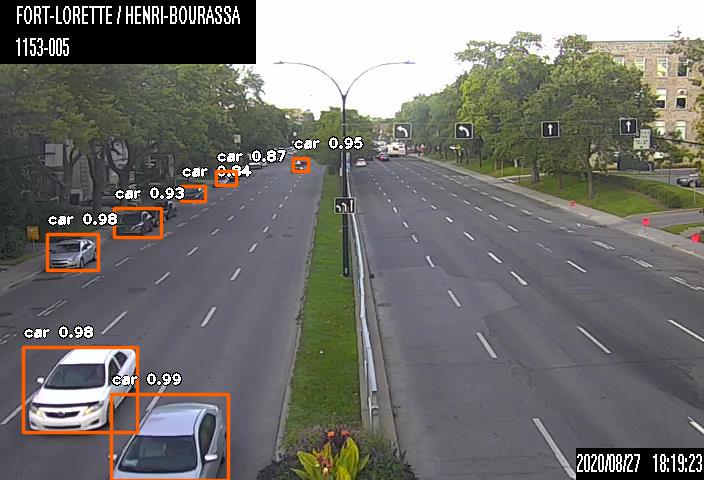 FORT-LORETTE / HENRI-BOURASSA
1153-005
car 0.95
car 0.87
car 0.84
car 0.93
car 0.98
car 0.98
car 0.99
2020/08/27 18:19:23